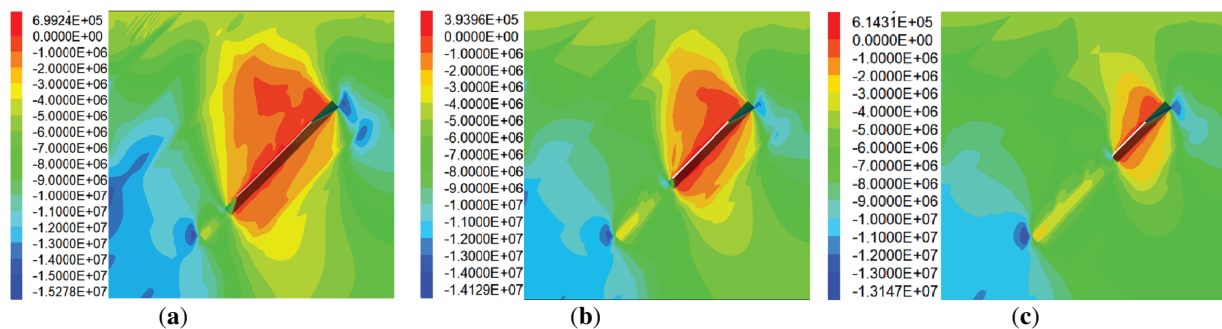 6.9924E+05
0.0000E+00
-1.0000E+06
-2.0000E+06
-3.0000E+06
-4.0000E+06
-5.0000E+06
-6.0000E+06
-7.0000E+06
-8.0000E+06
-9.0000E+06
-1.0000E+07
-1.1000E+07
-1.2000E+07
-1.3000E+07
-1.4000E+07
-1.5000E+07
-1.5278E+07
(a)
3.9396E+05
0.0000E+00
-1.0000E+06
-2.0000E+06
-3.0000E+06
-4.0000E+06
-5.0000E+06
-6.0000E+06
-7.0000E+06
-8.0000E+06
-9.0000E+06
-1.0000E+07
-1.1000E+07
-1.2000E+07
-1.3000E+07
-1.4000E+07
-1.4129E+07
(b)
6.1431E+05
0.0000E+00
-1.0000E+06
-2.0000E+06
-3.0000E+06
-4.0000E+06
-5.0000E+06
-6.0000E+06
-7.0000E+06
-8.0000E+06
-9.0000E+06
-1.0000E+07
-1.1000E+07
-1.2000E+07
-1.3000E+07
-1.3147E+07
(c)